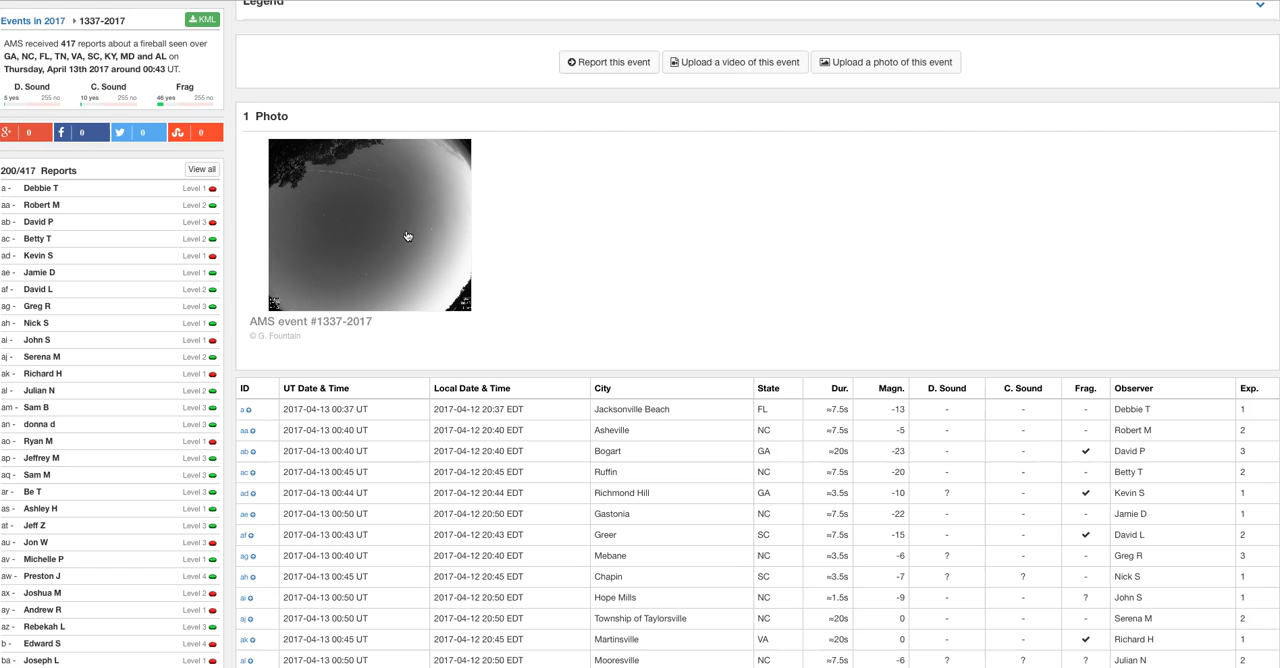 Events in 2017 1337-2017
KML
AMS received 417 reports about a fireball seen over
GA, NC, FL, TN, VA, SC, KY, MD and AL on
Thursday, April 13th 2017 around 00:43 UT.
D. Sound C. Sound Frag
5 yes 255 no 10 yes 255 no 46 yes 255 no
g+ 0 f 0 0 0
200/417 Reports View all
a - Debbie T Level 1
aa - Robert M Level 2
ab - David P Level 3
ac - Betty T Level 2
ad - Kevin S Level 1
ae - Jamie D Level 1
af - David L Level 2
ag - Greg R Level 3
ah - Nick S Level 1
ai - John S Level 1
aj - Serena M Level 2
ak - Richard H Level 1
al - Julian N Level 2
am - Sam B Level 3
an - donna d Level 3
ao - Ryan M Level 1
ap - Jeffrey M Level 3
aq - Sam M Level 3
ar - Be T Level 3
as - Ashley H Level 1
at - Jeff Z Level 3
au - Jon W Level 3
av - Michelle P Level 1
aw - Preston J Level 4
ax - Joshua M Level 2
ay - Andrew R Level 1
az - Rebekah L Level 3
b - Edward S Level 4
ba - Joseph L Level 1
Legend
Report this event Upload a video of this event Upload a photo of this event
1 Photo
AMS event #1337-2017
© G. Fountain
ID UT Date & Time Local Date & Time City State Dur. Magn. D. Sound C. Sound Frag. Observer Exp.
a 2017-04-13 00:37 UT 2017-04-12 20:37 EDT Jacksonville Beach FL ≈7.5s -13 - - - Debbie T 1
aa 2017-04-13 00:40 UT 2017-04-12 20:40 EDT Asheville NC ≈7.5s -5 - - - Robert M 2
ab 2017-04-13 00:40 UT 2017-04-12 20:40 EDT Bogart GA ≈20s -23 - - ✔ David P 3
ac 2017-04-13 00:45 UT 2017-04-12 20:45 EDT Ruffin NC ≈7.5s -20 - - - Betty T 2
ad 2017-04-13 00:44 UT 2017-04-12 20:44 EDT Richmond Hill GA ≈3.5s -10 ? - ✔ Kevin S 1
ae 2017-04-13 00:50 UT 2017-04-12 20:50 EDT Gastonia NC ≈7.5s -22 - - - Jamie D 1
af 2017-04-13 00:43 UT 2017-04-12 20:43 EDT Greer SC ≈7.5s -15 - - ✔ David L 2
ag 2017-04-13 00:40 UT 2017-04-12 20:40 EDT Mebane NC ≈3.5s -6 ? - - Greg R 3
ah 2017-04-13 00:45 UT 2017-04-12 20:45 EDT Chapin SC ≈3.5s -7 ? ? - Nick S 1
ai 2017-04-13 00:50 UT 2017-04-12 20:50 EDT Hope Mills NC ≈1.5s -9 - - ? John S 1
aj 2017-04-13 00:50 UT 2017-04-12 20:50 EDT Township of Taylorsville NC ≈20s 0 - - - Serena M 2
ak 2017-04-13 00:45 UT 2017-04-12 20:45 EDT Martinsville VA ≈20s 0 - - ✔ Richard H 1
al 2017-04-13 00:50 UT 2017-04-12 20:50 EDT Mooresville NC ≈7.5s -6 ? ? ? Julian N 2